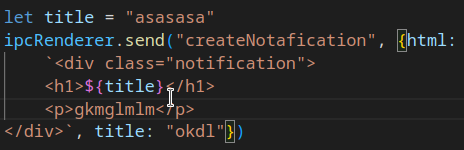 let title = "asasasa"
ipcRenderer.send("createNotafication", {html:
`<div class="notification">
<h1>${title}</h1>
<p>gkmglmlm</p>
</div>`, title: "okdl"})